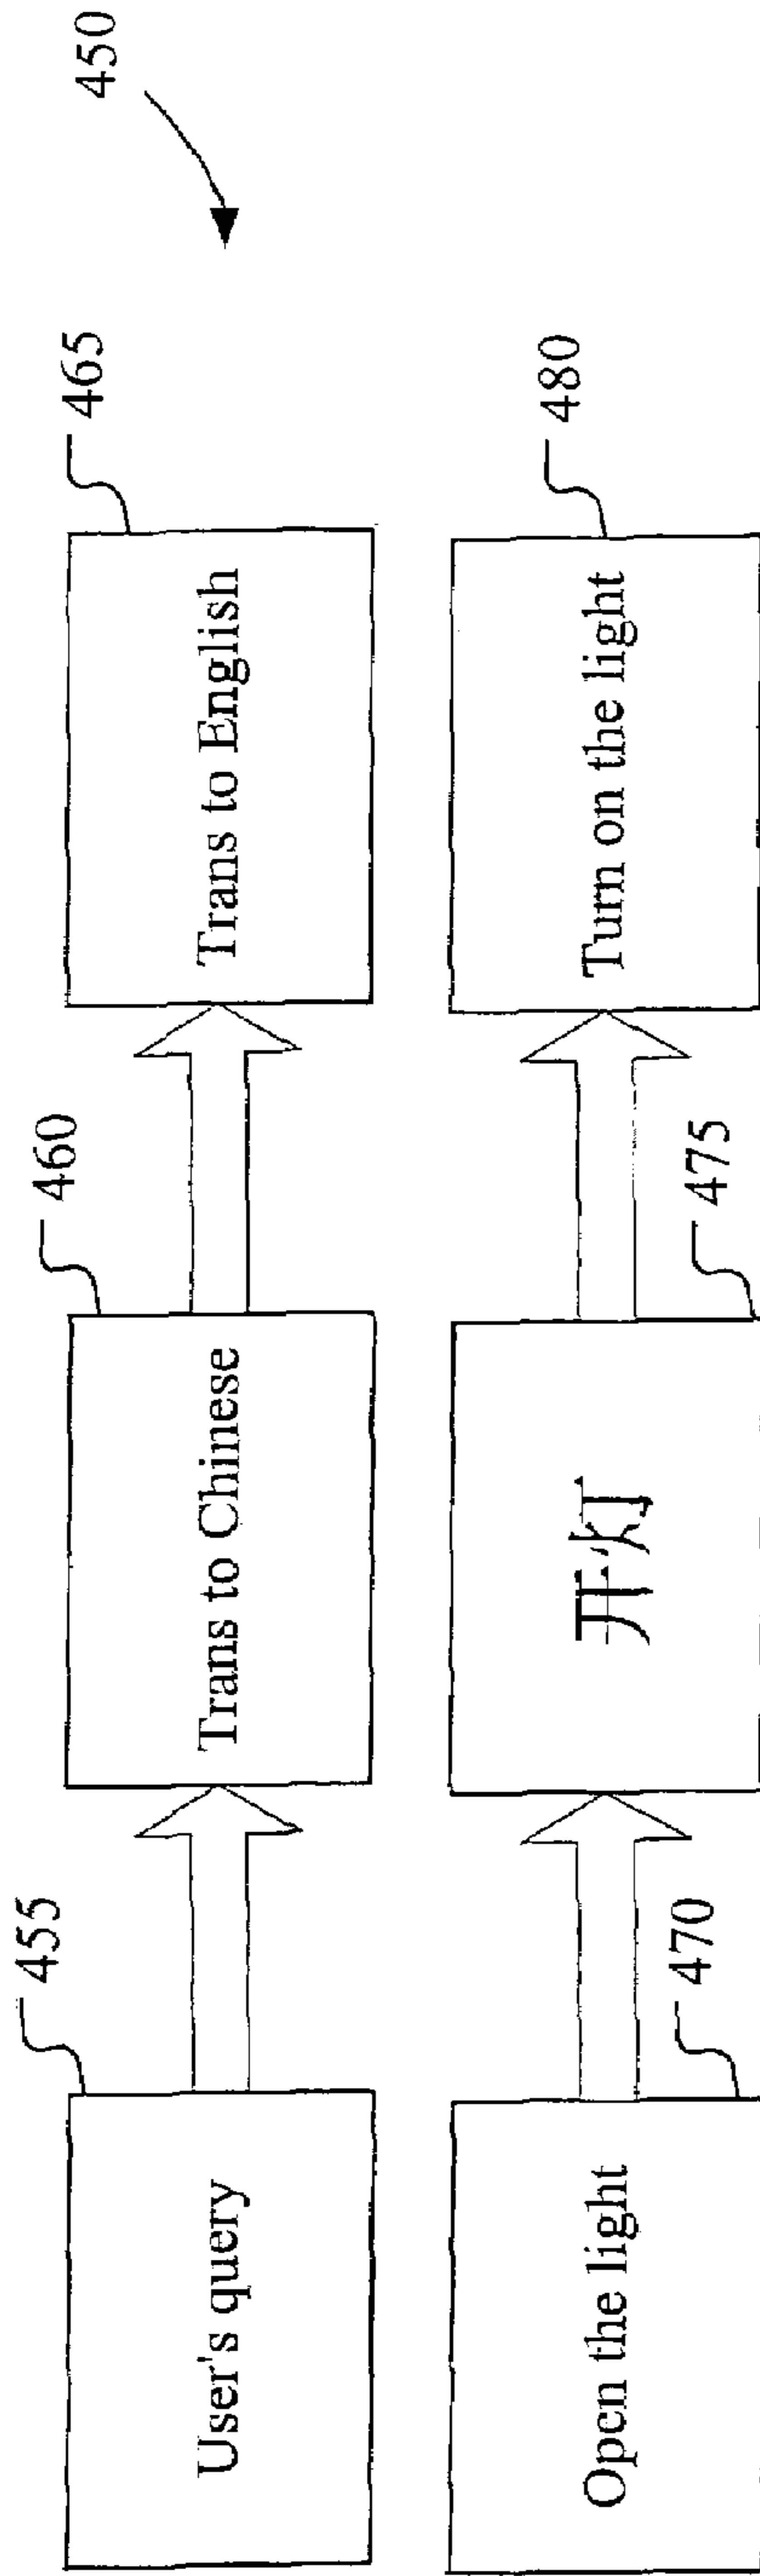 450
455
460
465
User's query
Trans to Chinese
Trans to English
Open the light
开灯
Turn on the light
470
475
480